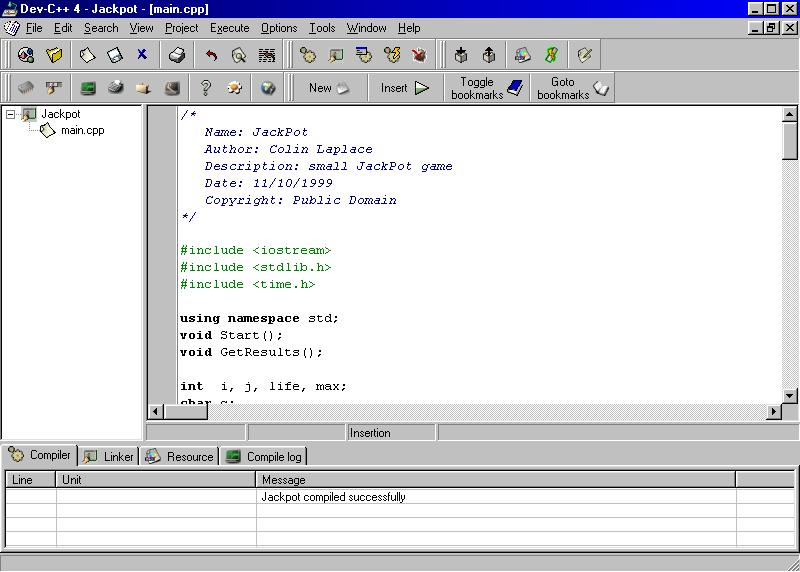 Dev-C++ 4 - Jackpot - [main.cpp]
File Edit Search View Project Execute Options Tools Window Help
New Insert Toggle bookmarks Goto bookmarks
Jackpot
main.cpp
/*
Name: JackPot
Author: Colin Laplace
Description: small JackPot game
Date: 11/10/1999
Copyright: Public Domain
*/
#include <iostream>
#include <stdlib.h>
#include <time.h>
using namespace std;
void Start();
void GetResults();
int i, j, life, max;
char c;
Insertion
Compiler Linker Resource Compile log
Line Unit Message
Jackpot compiled successfully